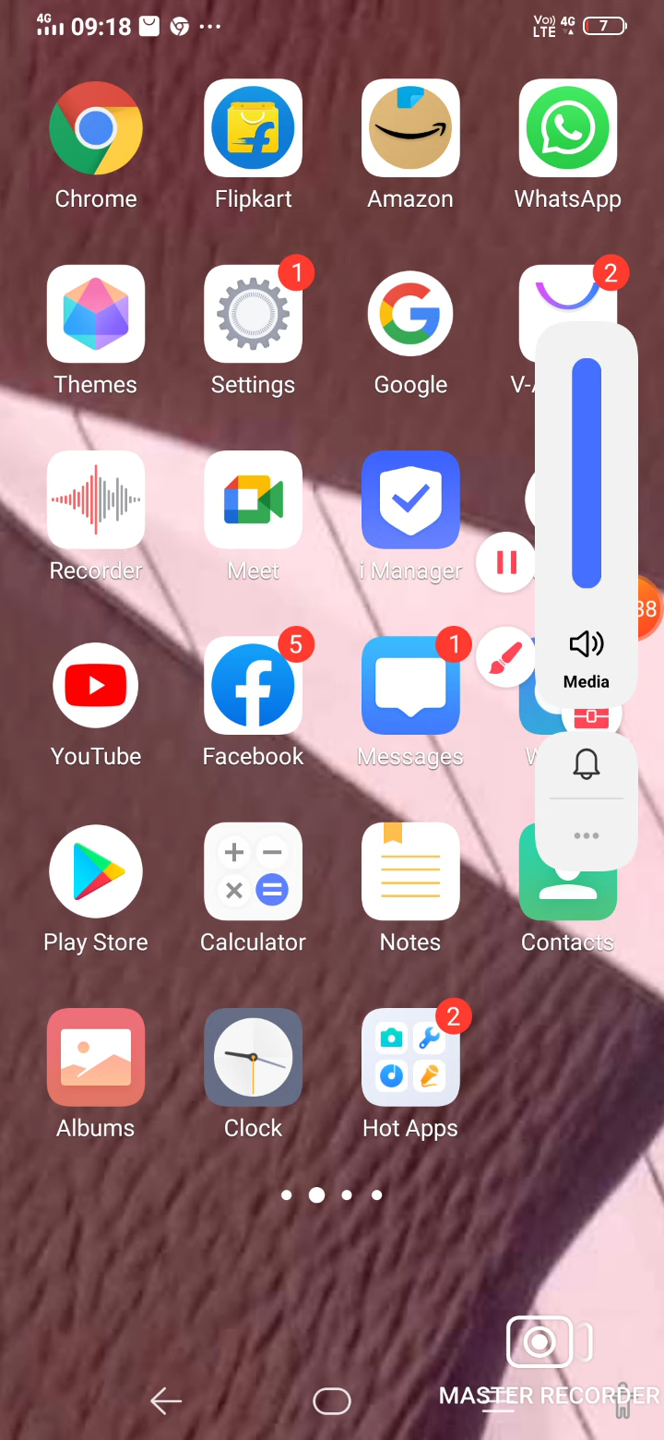 4G 09:18 Vo)) LTE 4G 7
Chrome Flipkart Amazon WhatsApp
1 2
Themes Settings Google V-A
Recorder Meet i Manager
38
5 1
Media
YouTube Facebook Messages W
Play Store Calculator Notes Contacts
2
Albums Clock Hot Apps
MASTER RECORDER